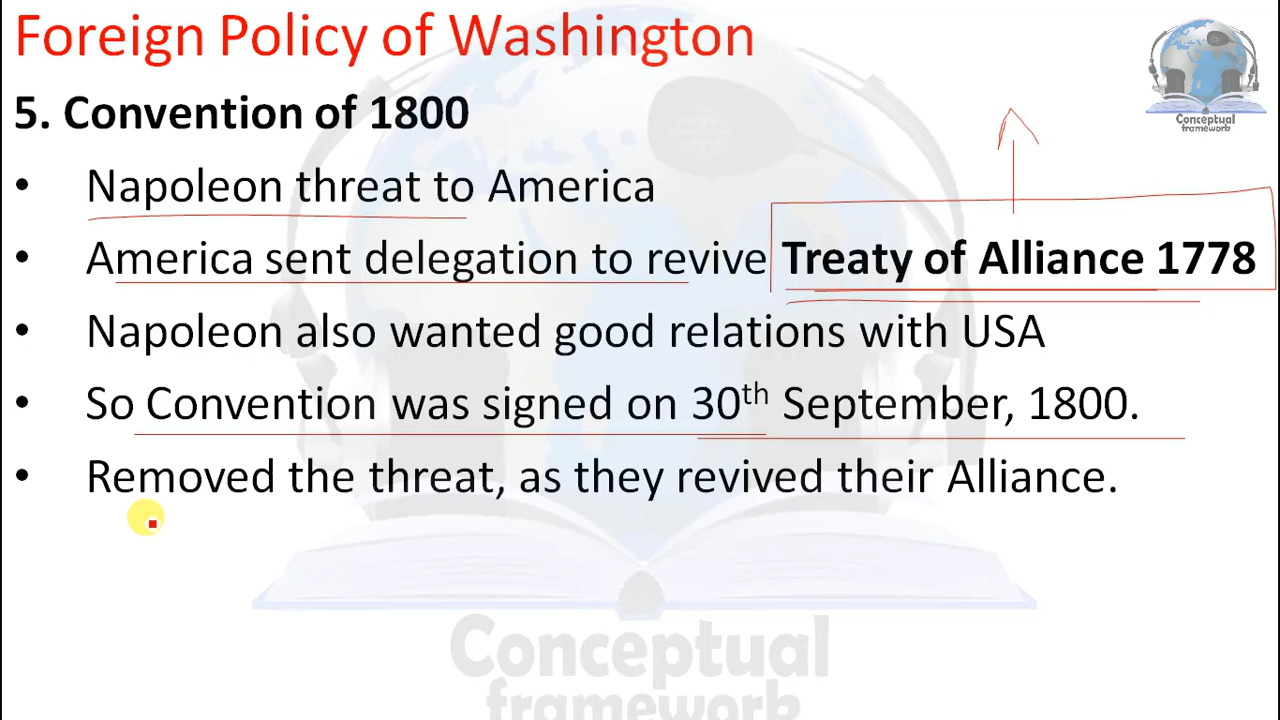 Foreign Policy of Washington
Conceptual
framework
5. Convention of 1800
• Napoleon threat to America
• America sent delegation to revive Treaty of Alliance 1778
• Napoleon also wanted good relations with USA
• So Convention was signed on 30th September, 1800.
• Removed the threat, as they revived their Alliance.
Conceptual
framework